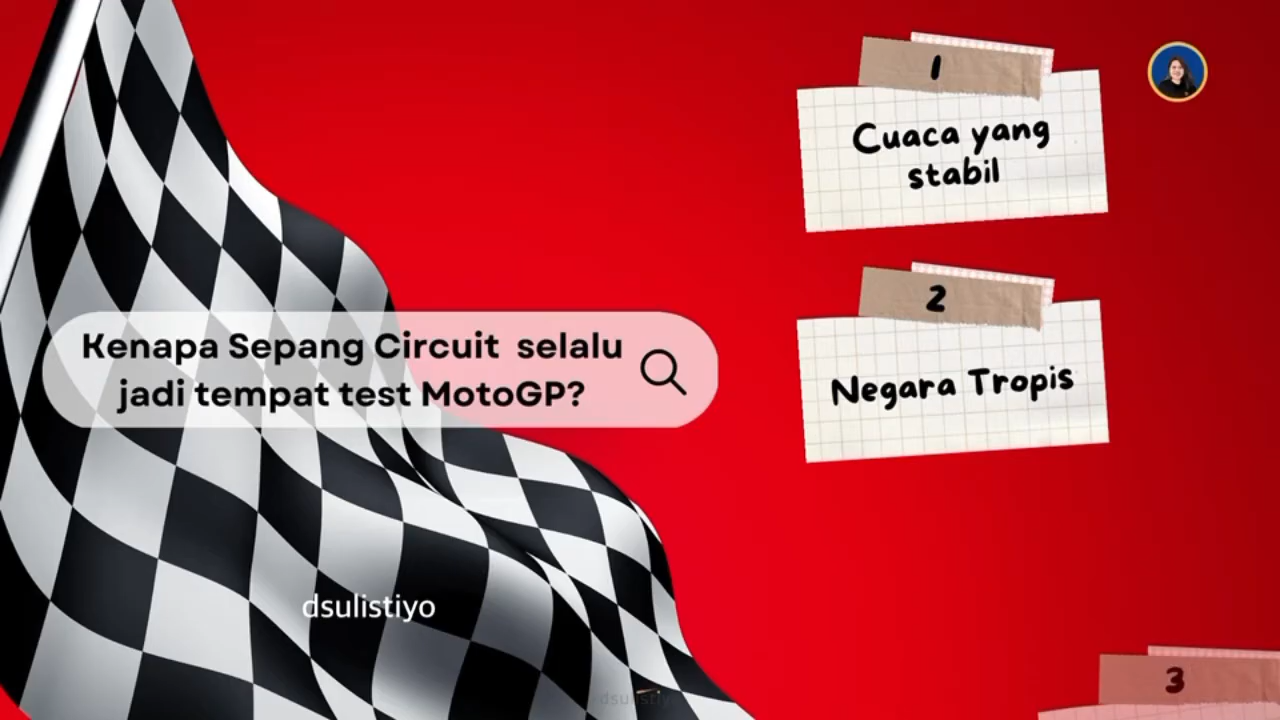 1
Cuaca yang
stabil
2
Negara Tropis
Kenapa Sepang Circuit selalu
jadi tempat test MotoGP?
dsulistiyo
3